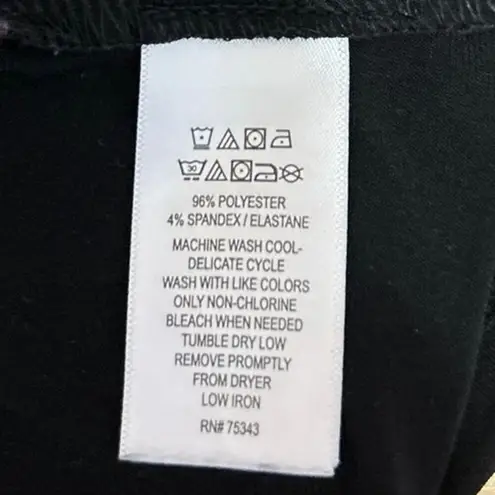 30
96% POLYESTER
4% SPANDEX / ELASTANE
MACHINE WASH COOL-
DELICATE CYCLE
WASH WITH LIKE COLORS
ONLY NON-CHLORINE
BLEACH WHEN NEEDED
TUMBLE DRY LOW
REMOVE PROMPTLY
FROM DRYER
LOW IRON
RN# 75343